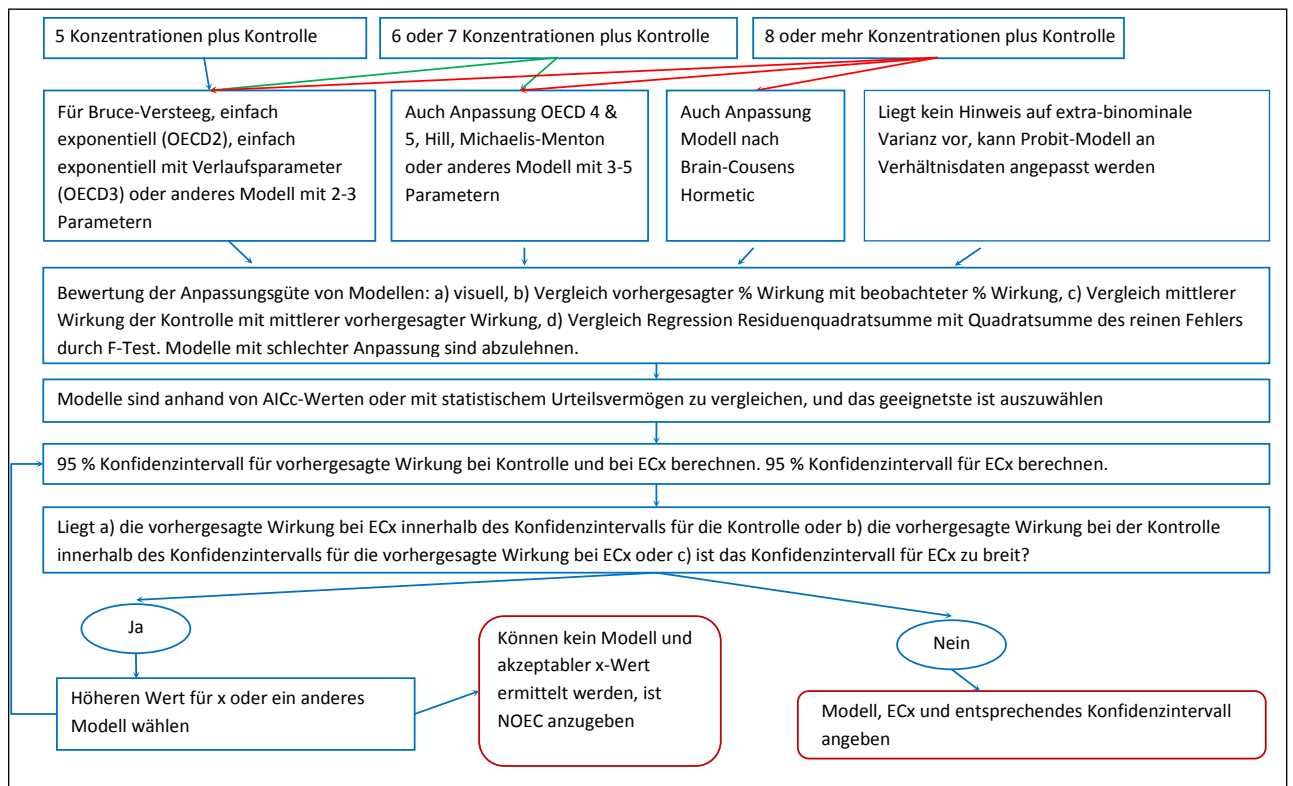 5 Konzentrationen plus Kontrolle
6 oder 7 Konzentrationen plus Kontrolle
8 oder mehr Konzentrationen plus Kontrolle
Für Bruce-Versteeg, einfach
exponentiell (OECD2), einfach
exponentiell mit Verlaufsparameter
(OECD3) oder anderes Modell mit 2-3
Parametern
Auch Anpassung OECD 4 &
5, Hill, Michaelis-Menton
oder anderes Modell mit 3-5
Parametern
Auch Anpassung
Modell nach
Brain-Cousens
Hormetic
Liegt kein Hinweis auf extra-binominale
Varianz vor, kann Probit-Modell an
Verhältnisdaten angepasst werden
Bewertung der Anpassungsgüte von Modellen: a) visuell, b) Vergleich vorhergesagter % Wirkung mit beobachteter % Wirkung, c) Vergleich mittlerer
Wirkung der Kontrolle mit mittlerer vorhergesagter Wirkung, d) Vergleich Regression Residuenquadratsumme mit Quadratsumme des reinen Fehlers
durch F-Test. Modelle mit schlechter Anpassung sind abzulehnen.
Modelle sind anhand von AICc-Werten oder mit statistischem Urteilsvermögen zu vergleichen, und das geeignetste ist auszuwählen
95 % Konfidenzintervall für vorhergesagte Wirkung bei Kontrolle und bei ECx berechnen. 95 % Konfidenzintervall für ECx berechnen.
Liegt a) die vorhergesagte Wirkung bei ECx innerhalb des Konfidenzintervalls für die Kontrolle oder b) die vorhergesagte Wirkung bei der Kontrolle
innerhalb des Konfidenzintervalls für die vorhergesagte Wirkung bei ECx oder c) ist das Konfidenzintervall für ECx zu breit?
Ja
Nein
Höheren Wert für x oder ein anderes
Modell wählen
Können kein Modell und
akzeptabler x-Wert
ermittelt werden, ist
NOEC anzugeben
Modell, ECx und entsprechendes Konfidenzintervall
angeben